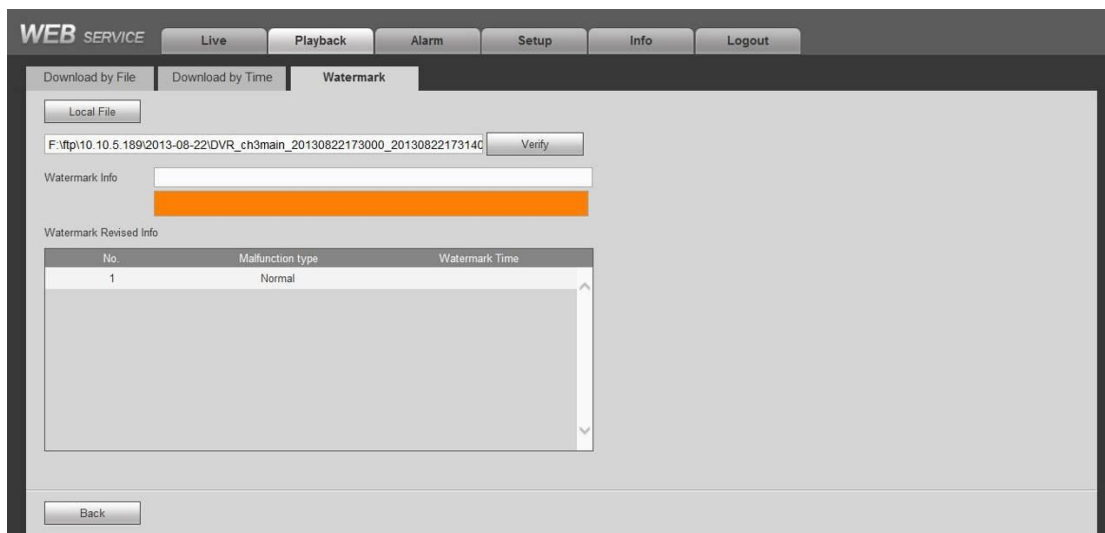 WEB SERVICE Live Playback Alarm Setup Info Logout
Download by File Download by Time Watermark
Local File
F:\ftp\10.10.5.189\2013-08-22\DVR_ch3main_20130822173000_2013082217314 Verify
Watermark Info
Watermark Revised Info
No. Malfunction type Watermark Time
1 Normal
Back